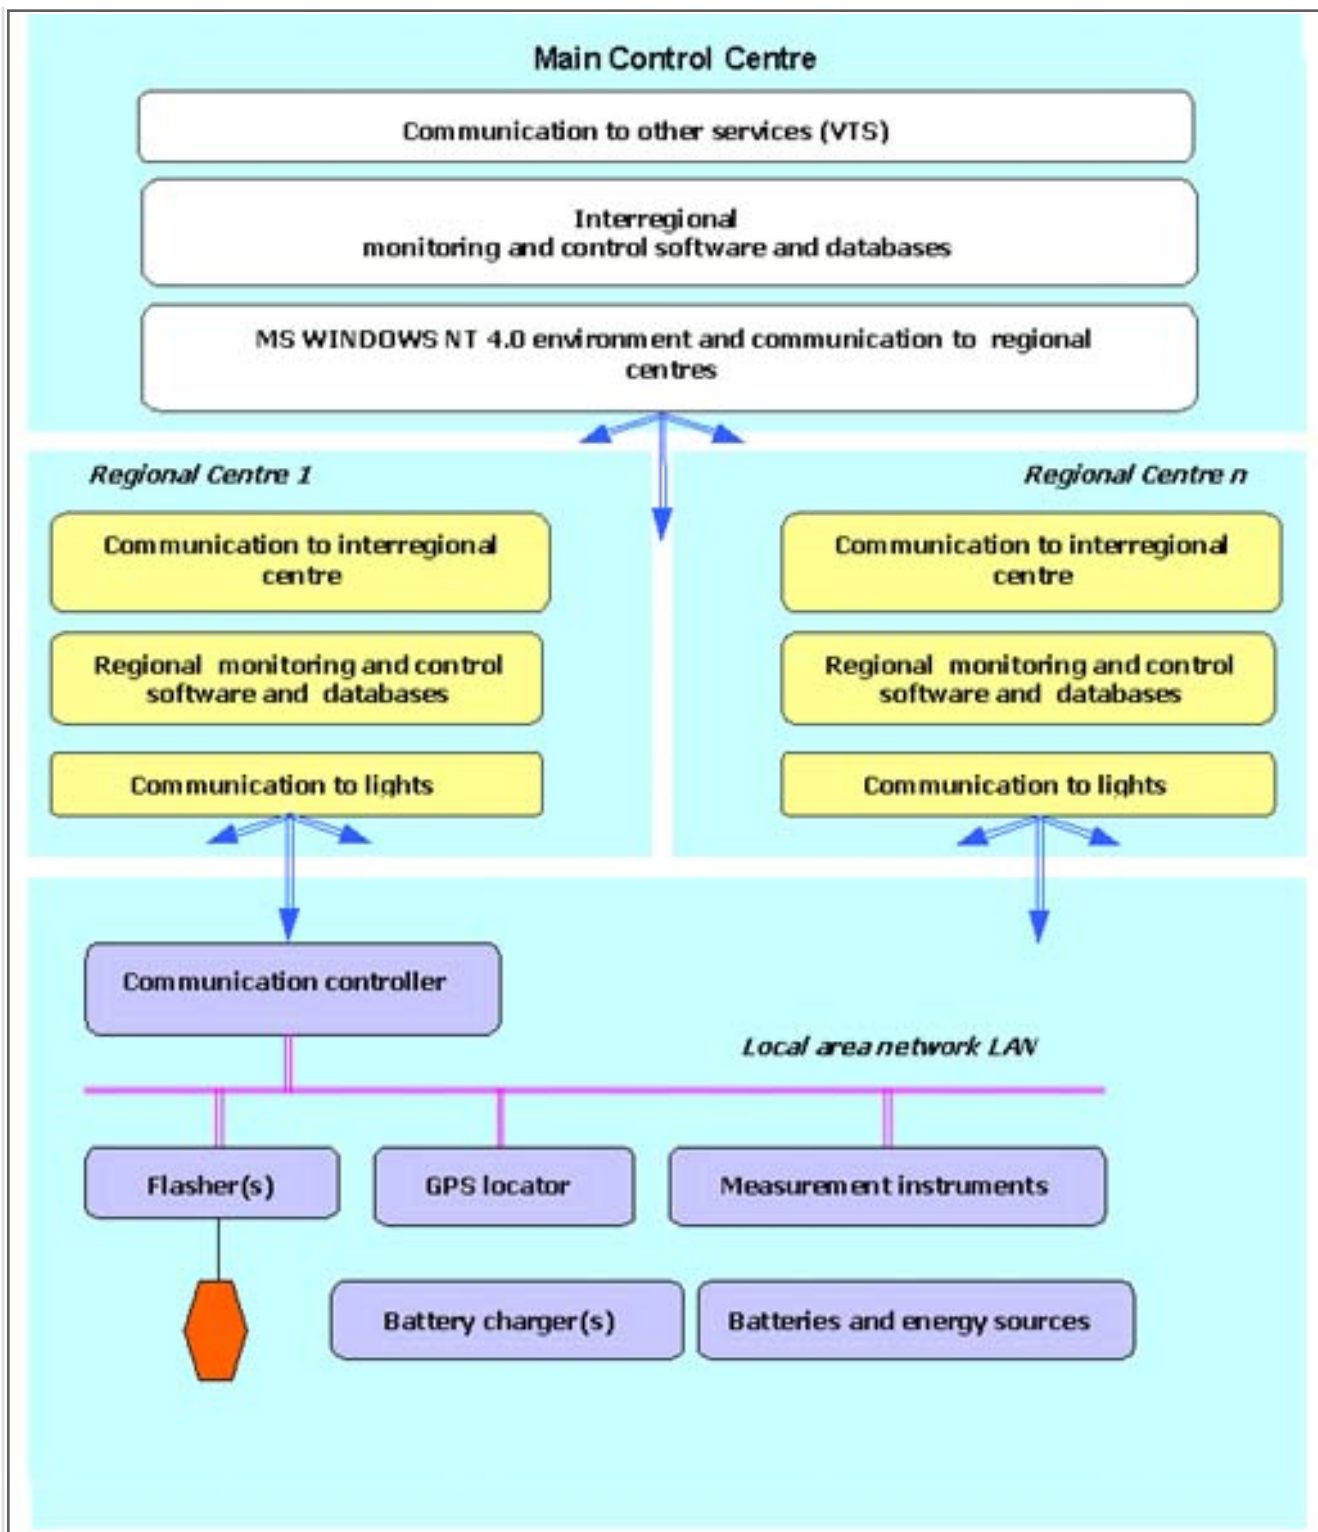 Main Control Centre
Communication to other services (VTS)
Interregional
monitoring and control software and databases
MS WINDOWS NT 4.0 environment and communication to regional
centres
Regional Centre 1
Communication to interregional
centre
Regional monitoring and control
software and databases
Communication to lights
Regional Centre n
Communication to interregional
centre
Regional monitoring and control
software and databases
Communication to lights
Communication controller
Local area network LAN
Flasher(s)
GPS locator
Measurement instruments
Battery charger(s)
Batteries and energy sources